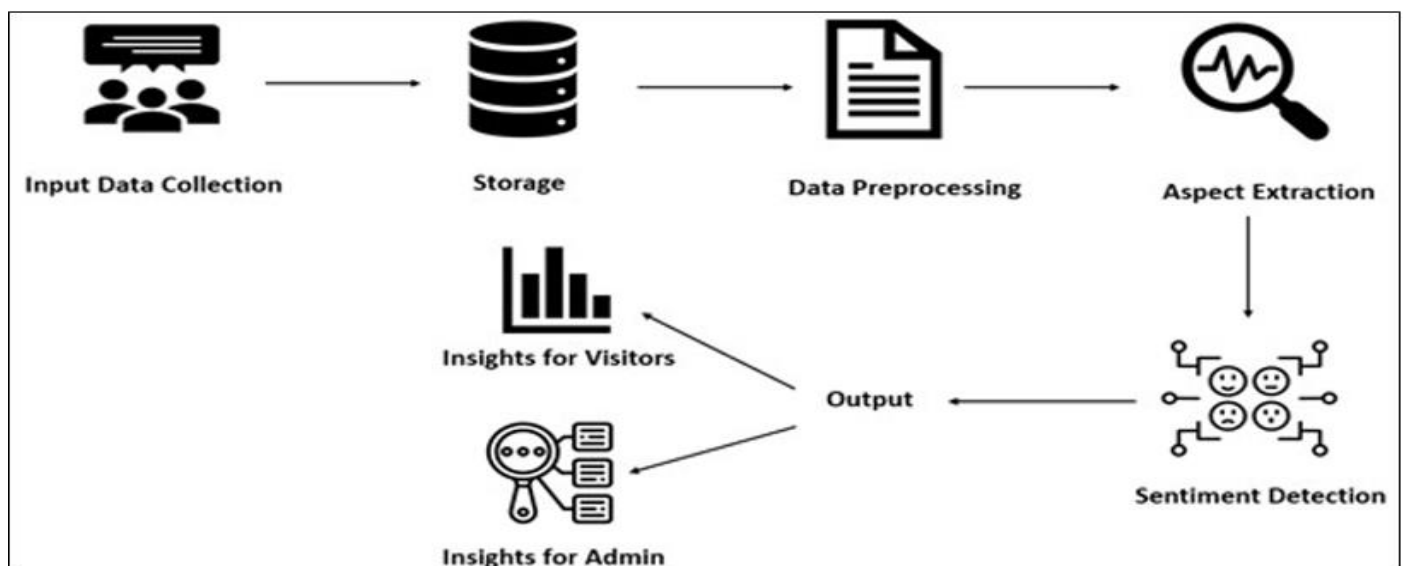 Input Data Collection
Storage
Data Preprocessing
Aspect Extraction
Insights for Visitors
Output
Sentiment Detection
Insights for Admin